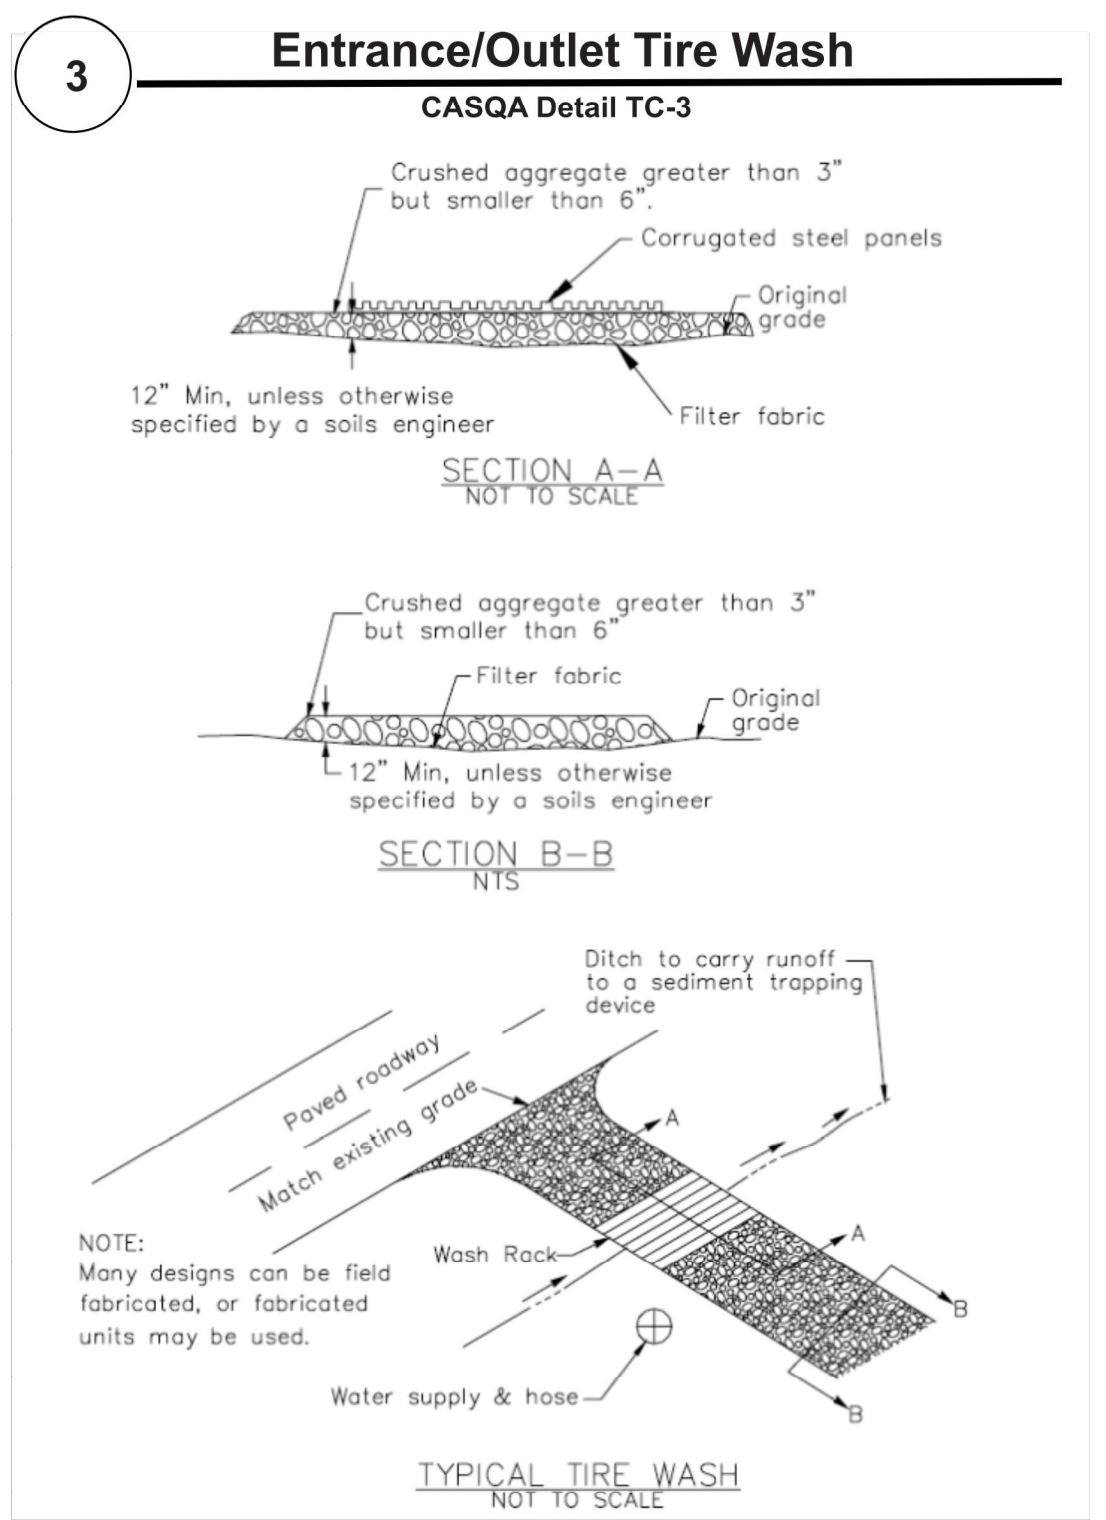 3
Entrance/Outlet Tire Wash
CASQA Detail TC-3
Crushed aggregate greater than 3"
but smaller than 6".
Corrugated steel panels
Original
grade
12" Min, unless otherwise
specified by a soils engineer
Filter fabric
SECTION A-A
NOT TO SCALE
Crushed aggregate greater than 3"
but smaller than 6"
Filter fabric
Original
grade
12" Min, unless otherwise
specified by a soils engineer
SECTION B-B
NTS
Ditch to carry runoff
to a sediment trapping
device
Paved roadway
Match existing grade
A
A
NOTE:
Many designs can be field
fabricated, or fabricated
units may be used.
Wash Rack
B
B
Water supply & hose
TYPICAL TIRE WASH
NOT TO SCALE